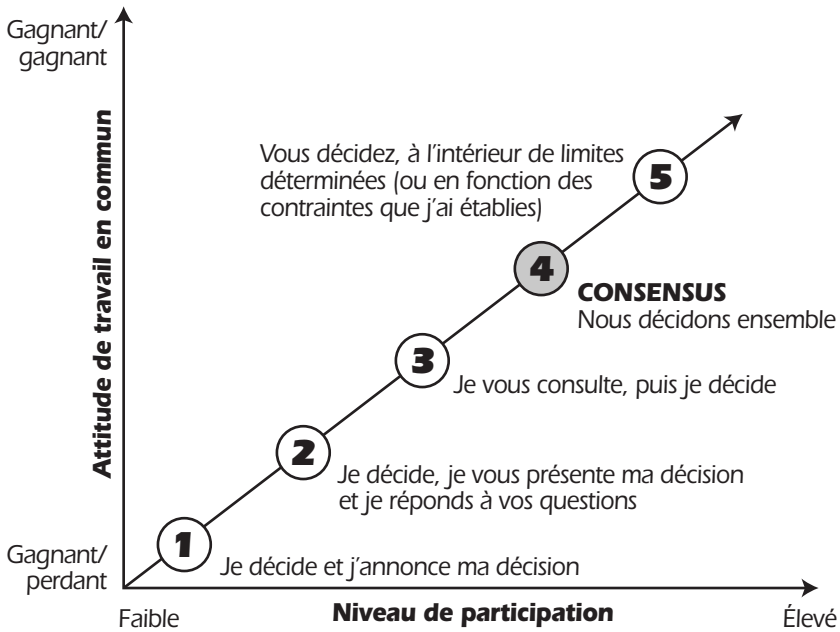 Gagnant/
gagnant
Attitude de travail en commun
Vous décidez, à l’intérieur de limites
déterminées (ou en fonction des
contraintes que j’ai établies)
5
4
CONSENSUS
Nous décidons ensemble
3
Je vous consulte, puis je décide
2
Je décide, je vous présente ma décision
et je réponds à vos questions
1
Je décide et j’annonce ma décision
Gagnant/
perdant
Faible
Niveau de participation
Élevé